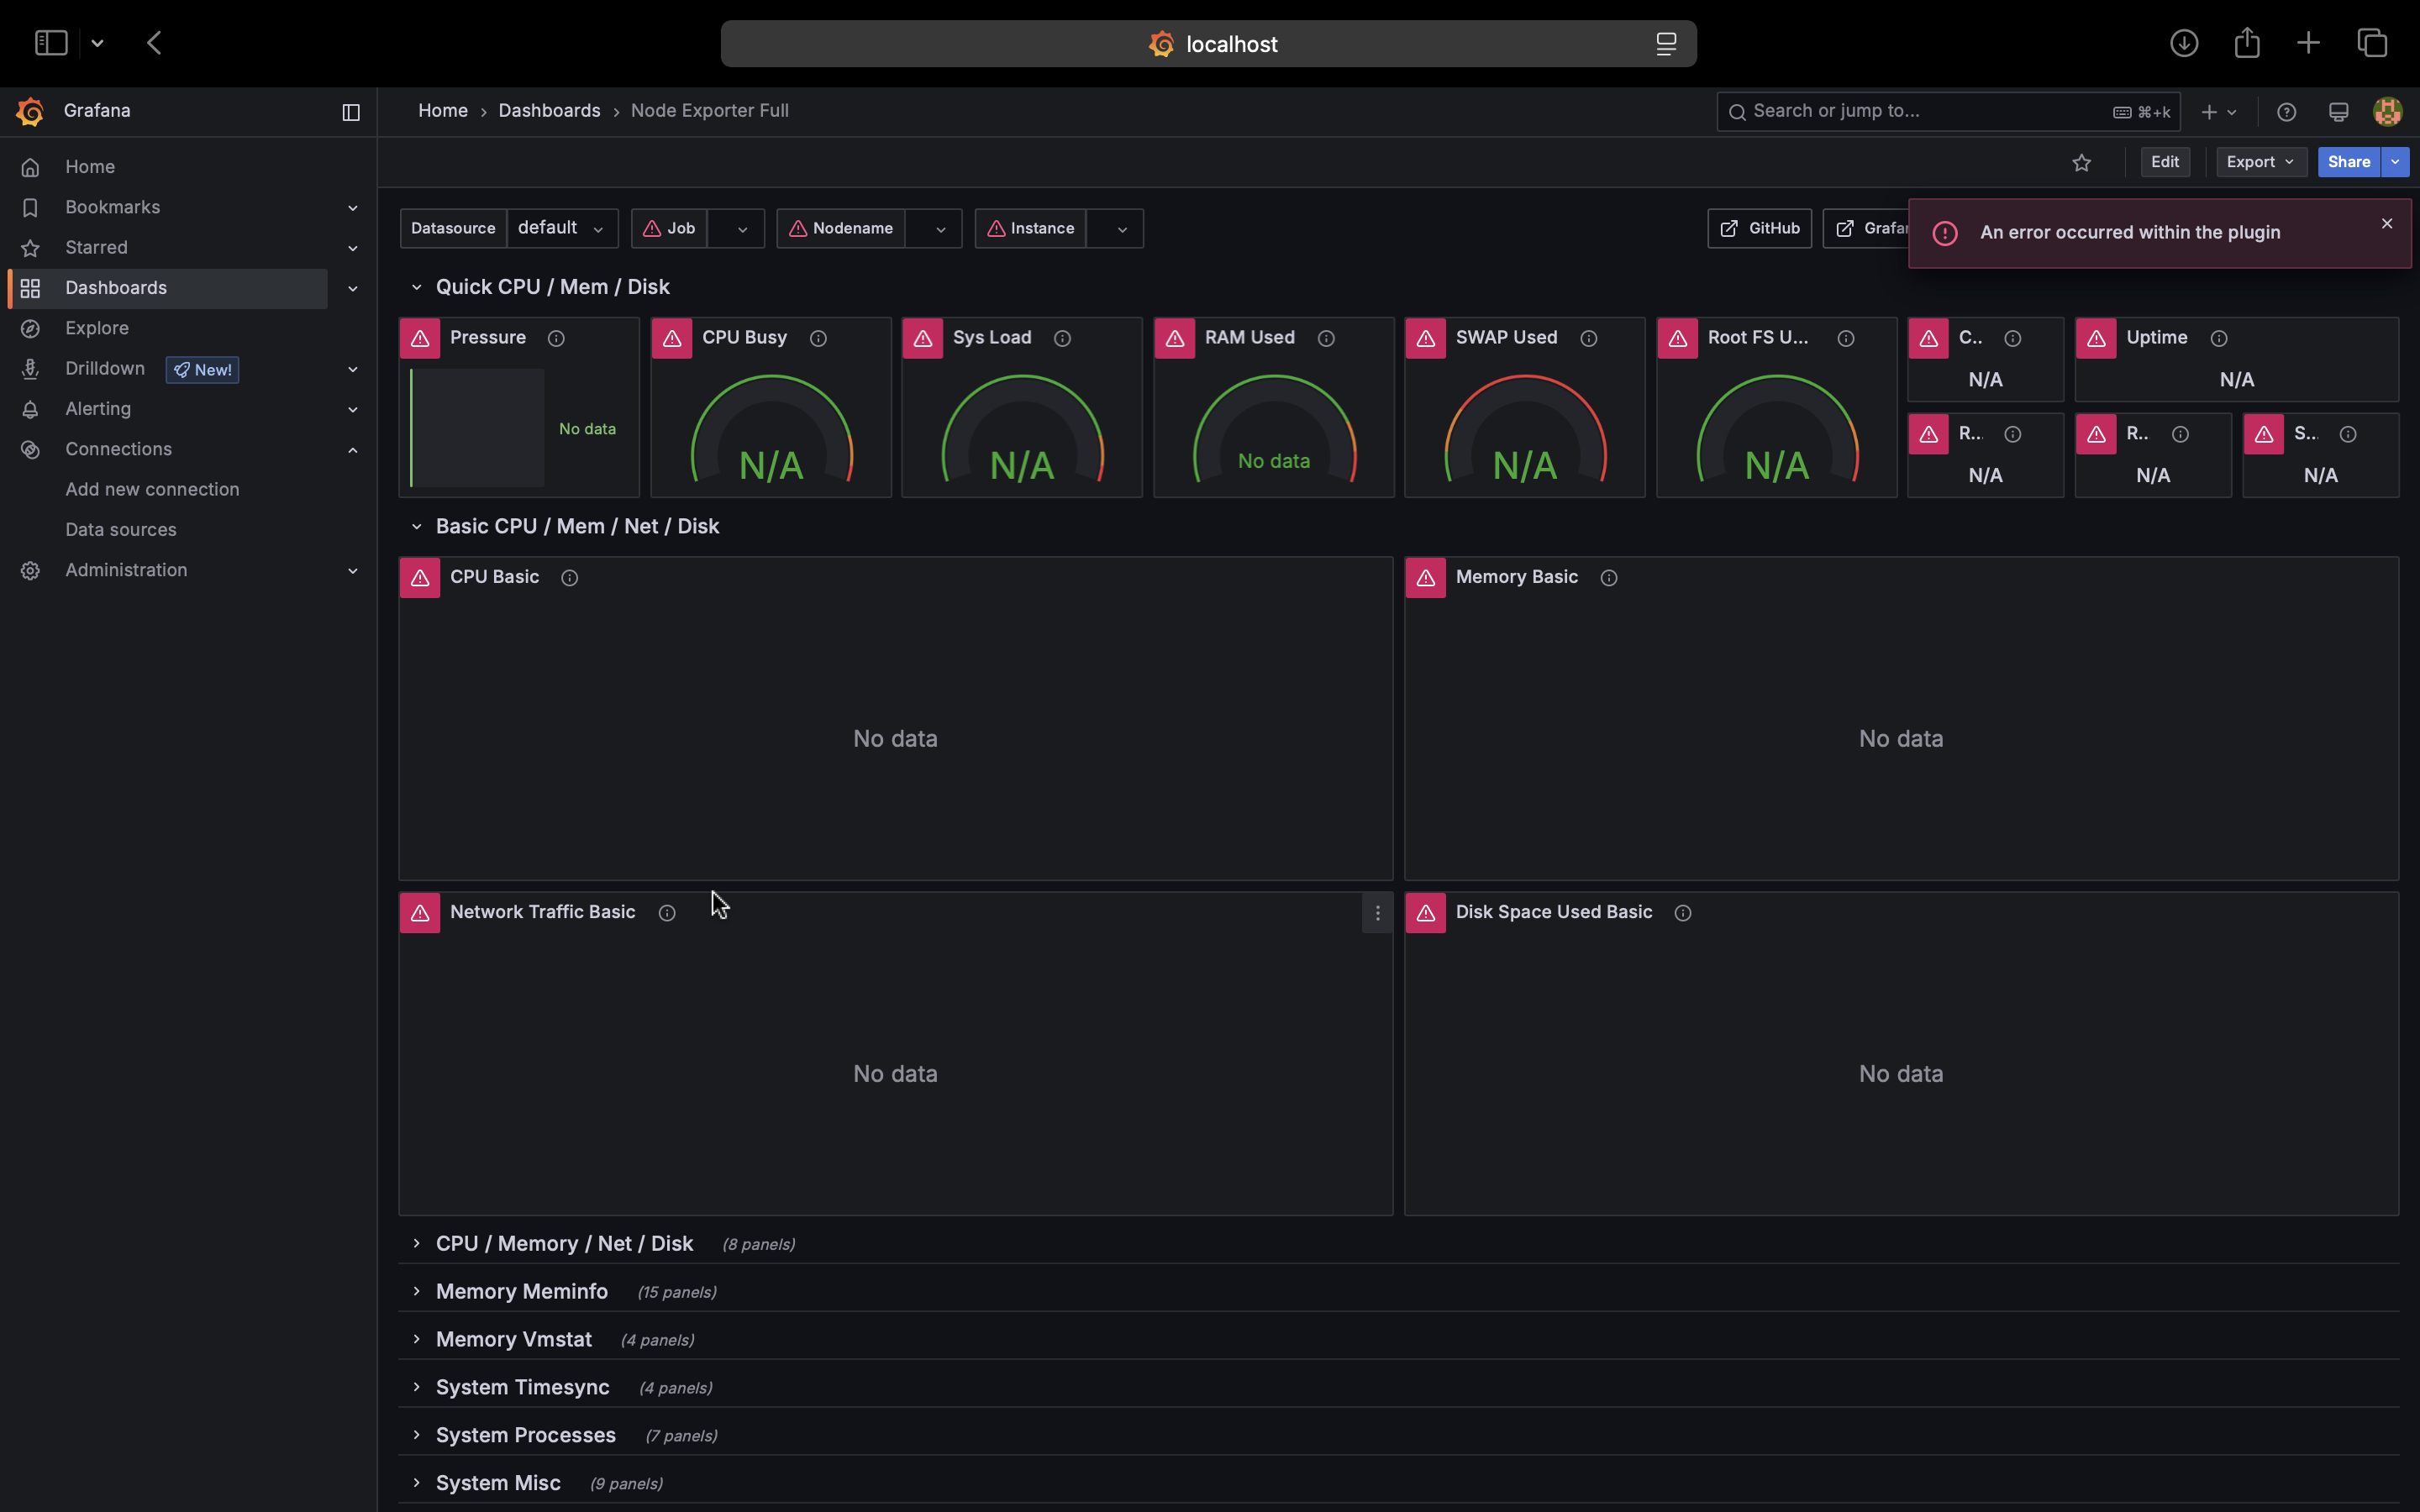 localhost
Grafana
Home › Dashboards › Node Exporter Full
Search or jump to...
⌘+k
Home
Bookmarks
Starred
Dashboards
Explore
Drilldown
New!
Alerting
Connections
Add new connection
Data sources
Administration
Edit
Export
Share
Datasource
default
Job
Nodename
Instance
GitHub
Grafa
An error occurred within the plugin
Quick CPU / Mem / Disk
Pressure
No data
CPU Busy
N/A
Sys Load
N/A
RAM Used
No data
SWAP Used
N/A
Root FS U...
N/A
C..
N/A
Uptime
N/A
R..
N/A
R..
N/A
S..
N/A
Basic CPU / Mem / Net / Disk
CPU Basic
No data
Memory Basic
No data
Network Traffic Basic
No data
Disk Space Used Basic
No data
CPU / Memory / Net / Disk (8 panels)
Memory Meminfo (15 panels)
Memory Vmstat (4 panels)
System Timesync (4 panels)
System Processes (7 panels)
System Misc (9 panels)